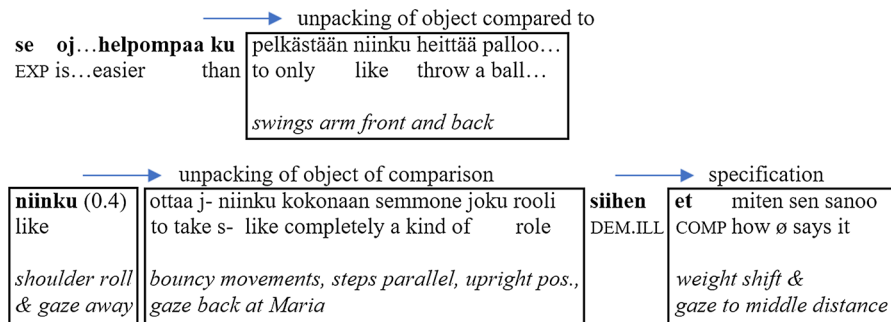 unpacking of object compared to
se oj…helpompaa ku pelkästään niinku heittää palloo…
EXP is…easier than to only like throw a ball…
swings arm front and back
unpacking of object of comparison specification
niinku (0.4) ottaa j- niinku kokonaan semmone joku rooli siihen et miten sen sanoo
like to take s- like completely a kind of role DEM.ILL COMP how ø says it
shoulder roll bouncy movements, steps parallel, upright pos., weight shift &
& gaze away gaze back at Maria gaze to middle distance